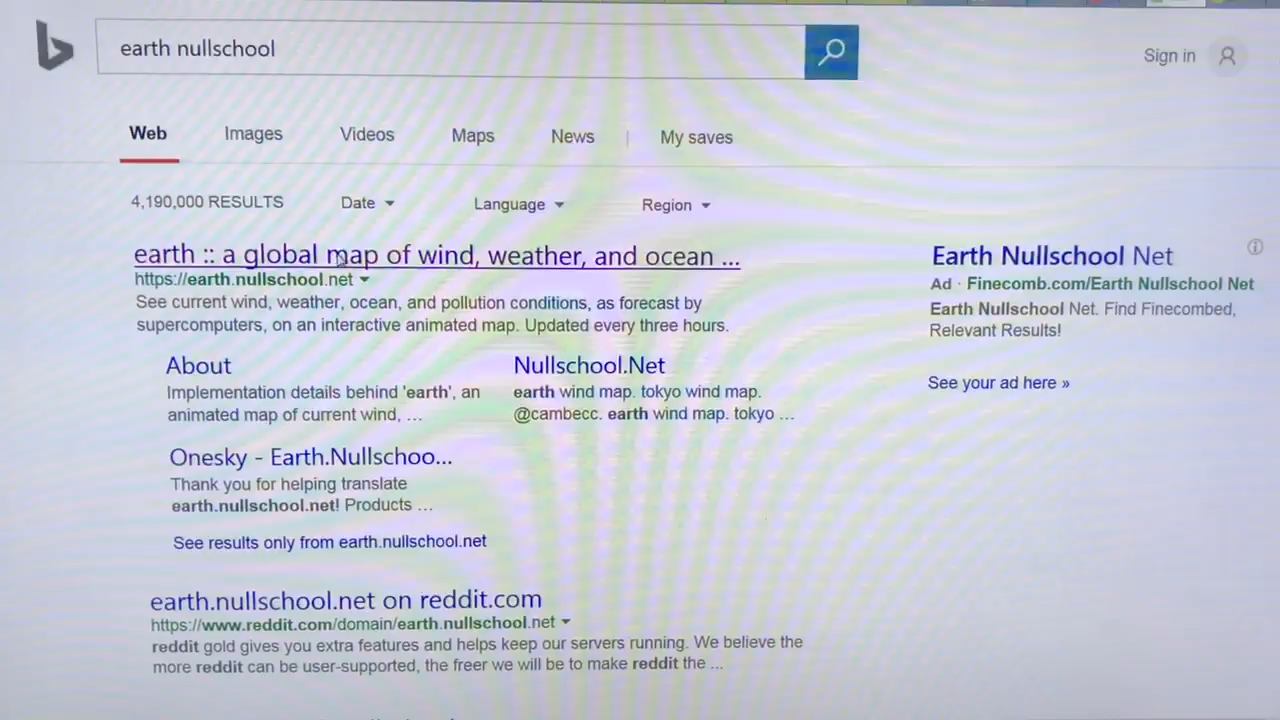 earth nullschool
Sign in
Web Images Videos Maps News | My saves
4,190,000 RESULTS Date Language Region
earth :: a global map of wind, weather, and ocean ...
https://earth.nullschool.net
See current wind, weather, ocean, and pollution conditions, as forecast by
supercomputers, on an interactive animated map. Updated every three hours.
About
Implementation details behind 'earth', an
animated map of current wind, ...
Nullschool.Net
earth wind map. tokyo wind map.
@cambecc. earth wind map. tokyo ...
Onesky - Earth.Nullschoo...
Thank you for helping translate
earth.nullschool.net! Products ...
See results only from earth.nullschool.net
earth.nullschool.net on reddit.com
https://www.reddit.com/domain/earth.nullschool.net
reddit gold gives you extra features and helps keep our servers running. We believe the
more reddit can be user-supported, the freer we will be to make reddit the ...
Earth Nullschool Net
Ad · Finecomb.com/Earth Nullschool Net
Earth Nullschool Net. Find Finecombed,
Relevant Results!
See your ad here »